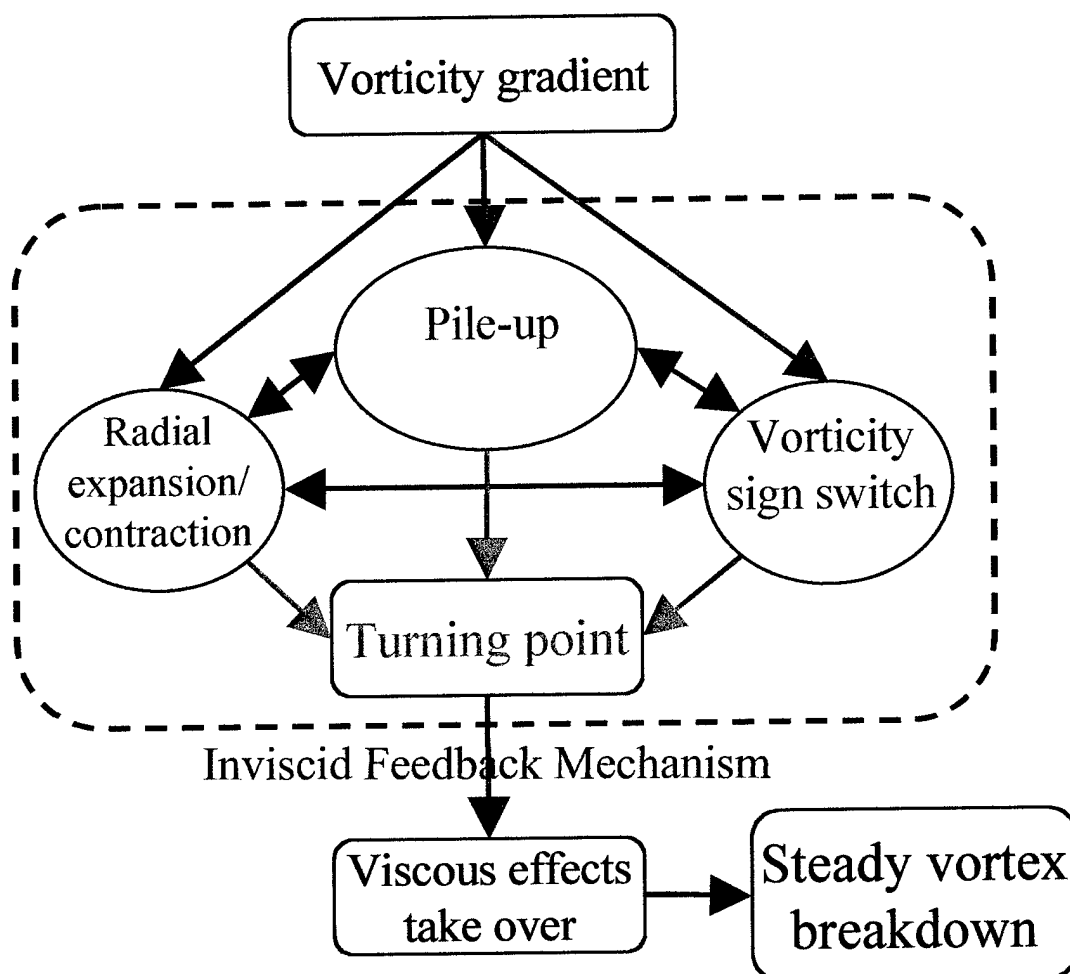 Vorticity gradient
Pile-up
Radial
expansion/
contraction
Vorticity
sign switch
Turning point
Inviscid Feedback Mechanism
Viscous effects
take over
Steady vortex
breakdown